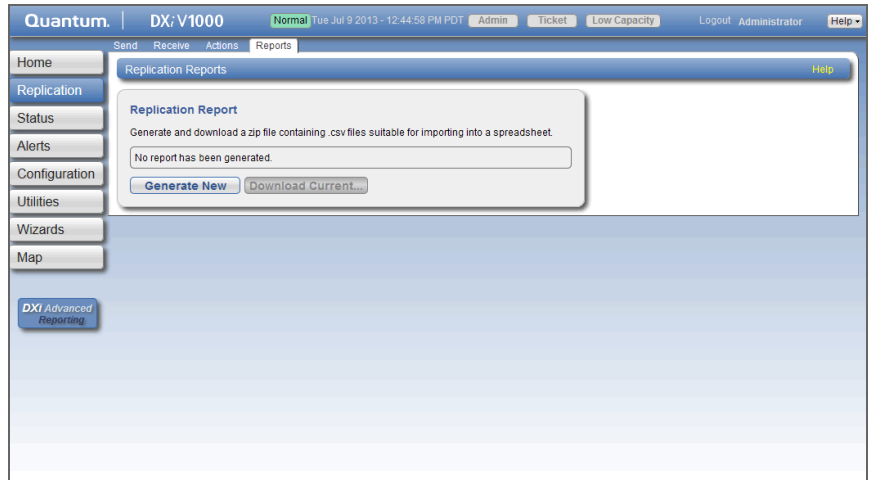 Quantum. DXi V1000 Normal Tue Jul 9 2013 - 12:44:58 PM PDT Admin Ticket Low Capacity Logout Administrator Help
Send Receive Actions Reports
Home
Replication
Status
Alerts
Configuration
Utilities
Wizards
Map
DXI Advanced
Reporting
Replication Reports Help
Replication Report
Generate and download a zip file containing .csv files suitable for importing into a spreadsheet.
No report has been generated.
Generate New Download Current...